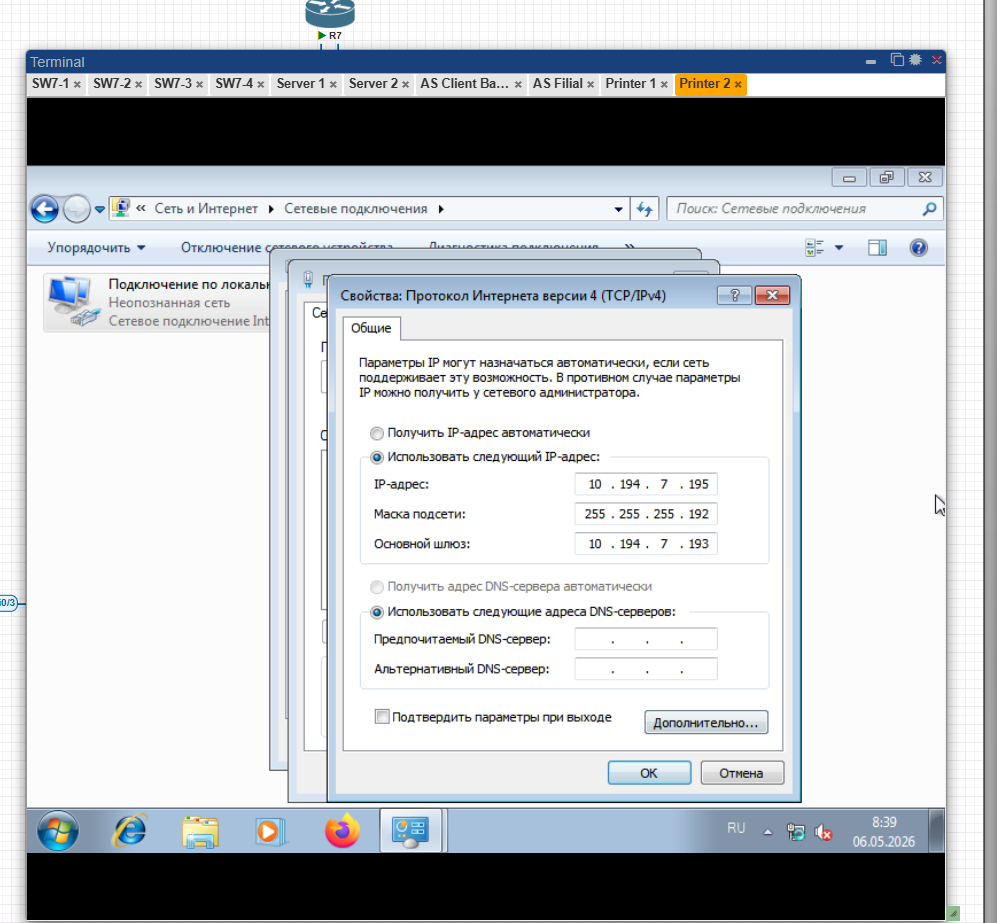 R7
Terminal
SW7-1 × SW7-2 × SW7-3 × SW7-4 × Server 1 × Server 2 × AS Client Ba... × AS Filial × Printer 1 × Printer 2 ×
« Сеть и Интернет Сетевые подключения Поиск: Сетевые подключения
Упорядочить Отключение сетевого устройства Диагностика подключения »
Подключение по локаль
Неопознанная сеть
Сетевое подключение Int
Се
Свойства: Протокол Интернета версии 4 (TCP/IPv4)
Общие
Параметры IP могут назначаться автоматически, если сеть
поддерживает эту возможность. В противном случае параметры
IP можно получить у сетевого администратора.
Получить IP-адрес автоматически
Использовать следующий IP-адрес:
IP-адрес: 10 . 194 . 7 . 195
Маска подсети: 255 . 255 . 255 . 192
Основной шлюз: 10 . 194 . 7 . 193
Получить адрес DNS-сервера автоматически
Использовать следующие адреса DNS-серверов:
Предпочитаемый DNS-сервер: . . .
Альтернативный DNS-сервер: . . .
Подтвердить параметры при выходе
Дополнительно...
ОК Отмена
i0/3
RU
8:39
06.05.2026